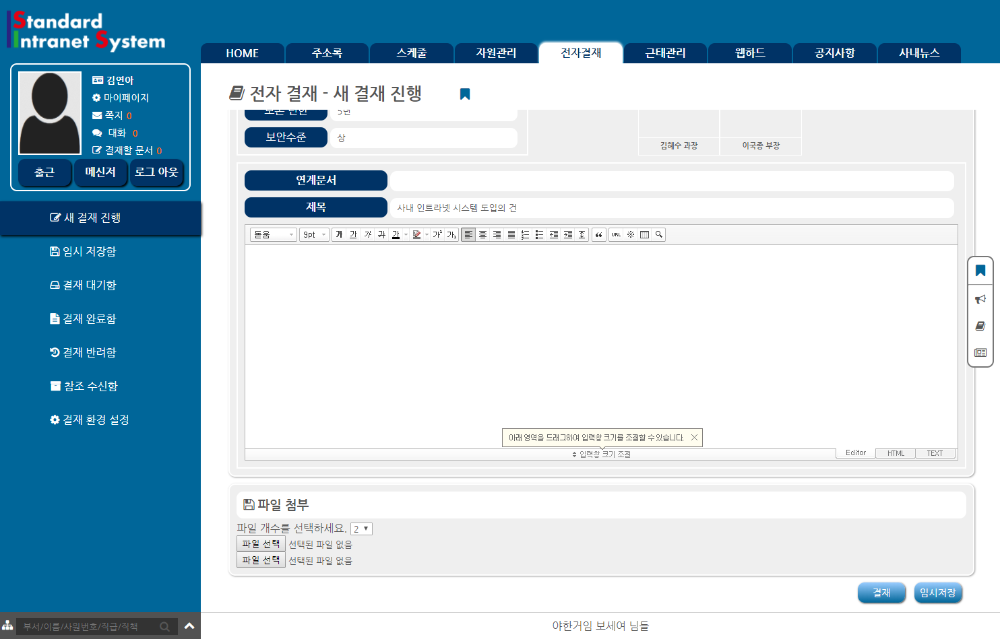 Standard
Intranet System
HOME
주소록
스케줄
자원관리
전자결재
근태관리
웹하드
공지사항
사내뉴스
김연아
마이페이지
쪽지 0
대화 0
결재할 문서 0
출근
메신저
로그 아웃
새 결재 진행
임시 저장함
결재 대기함
결재 완료함
결재 반려함
참조 수신함
결재 환경 설정
부서/이름/사원번호/직급/직책
전자 결재 - 새 결재 진행
보존 연한 5년
보안수준 상
김혜수 과장 이국종 부장
연계문서
제목 사내 인트라넷 시스템 도입의 건
돋움 9pt 가 가 가 가 가 가 가¹ 가₁ URL
아래 영역을 드래그하여 입력창 크기를 조절할 수 있습니다.
입력창 크기 조절
Editor HTML TEXT
파일 첨부
파일 개수를 선택하세요. 2
파일 선택 선택된 파일 없음
파일 선택 선택된 파일 없음
결재 임시저장
야한거임 보세여 님들